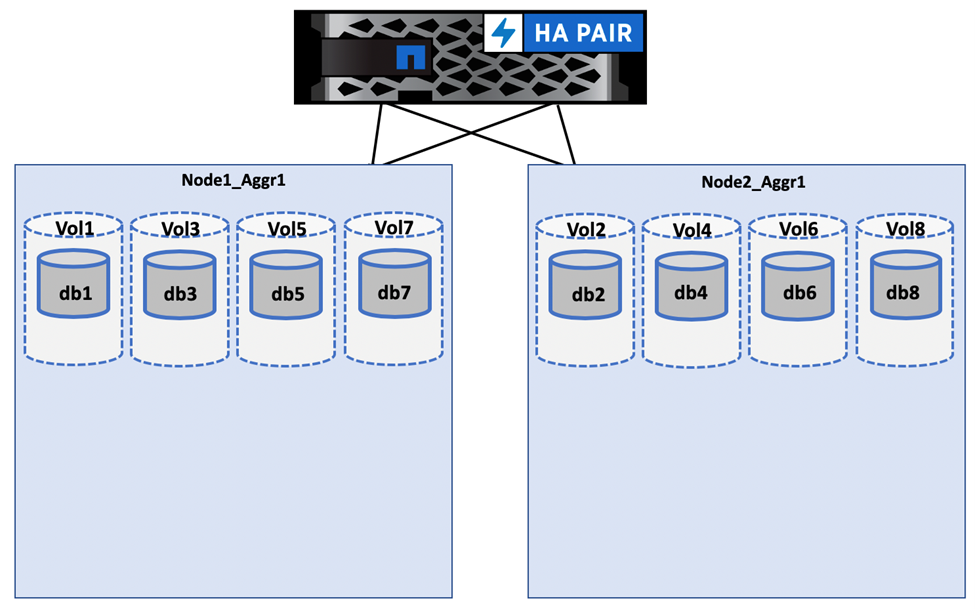 HA PAIR
Node1_Aggr1
Vol1 Vol3 Vol5 Vol7
db1 db3 db5 db7
Node2_Aggr1
Vol2 Vol4 Vol6 Vol8
db2 db4 db6 db8